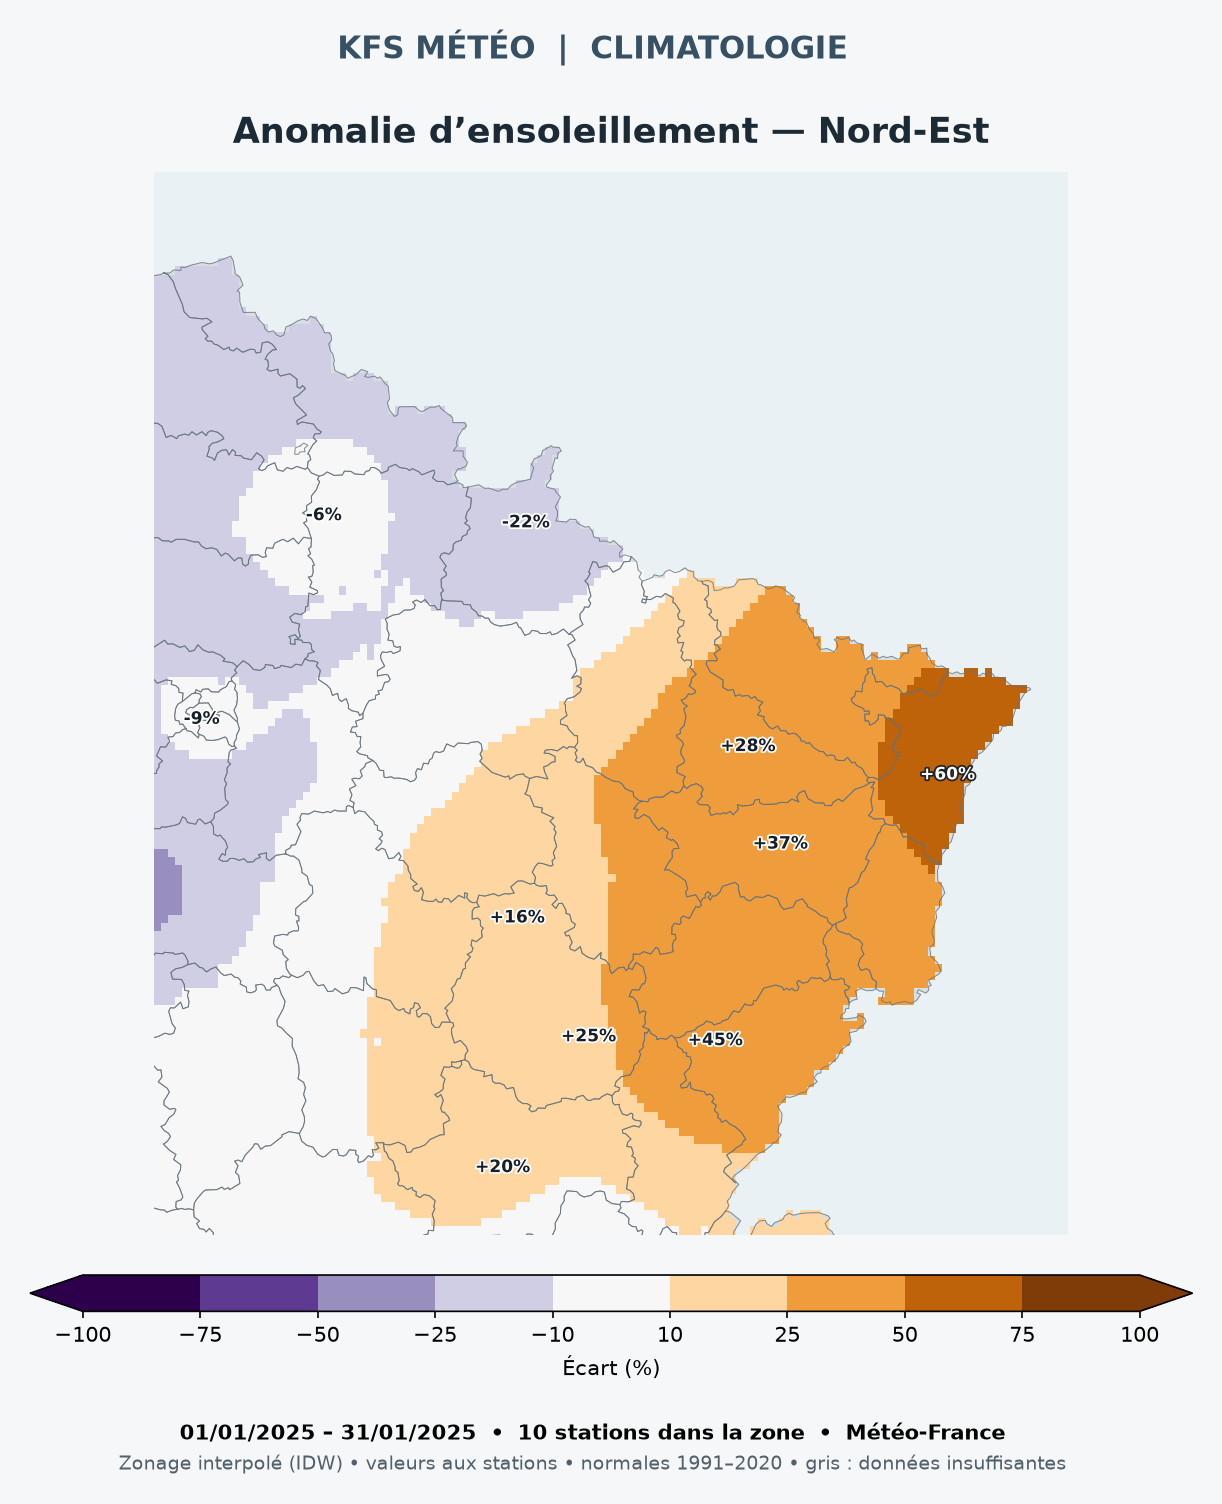 KFS MÉTÉO | CLIMATOLOGIE
Anomalie d’ensoleillement — Nord-Est
-6%
-22%
-9%
+28%
+60%
+37%
+16%
+25%
+45%
+20%
−100 −75 −50 −25 −10 10 25 50 75 100
Écart (%)
01/01/2025 – 31/01/2025 • 10 stations dans la zone • Météo-France
Zonage interpolé (IDW) • valeurs aux stations • normales 1991–2020 • gris : données insuffisantes